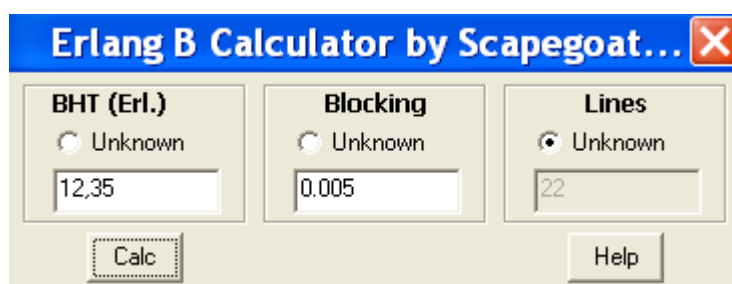 Erlang B Calculator by Scapegoat...
BHT (Erl.) Blocking Lines
Unknown Unknown Unknown
12,35 0.005 22
Calc Help